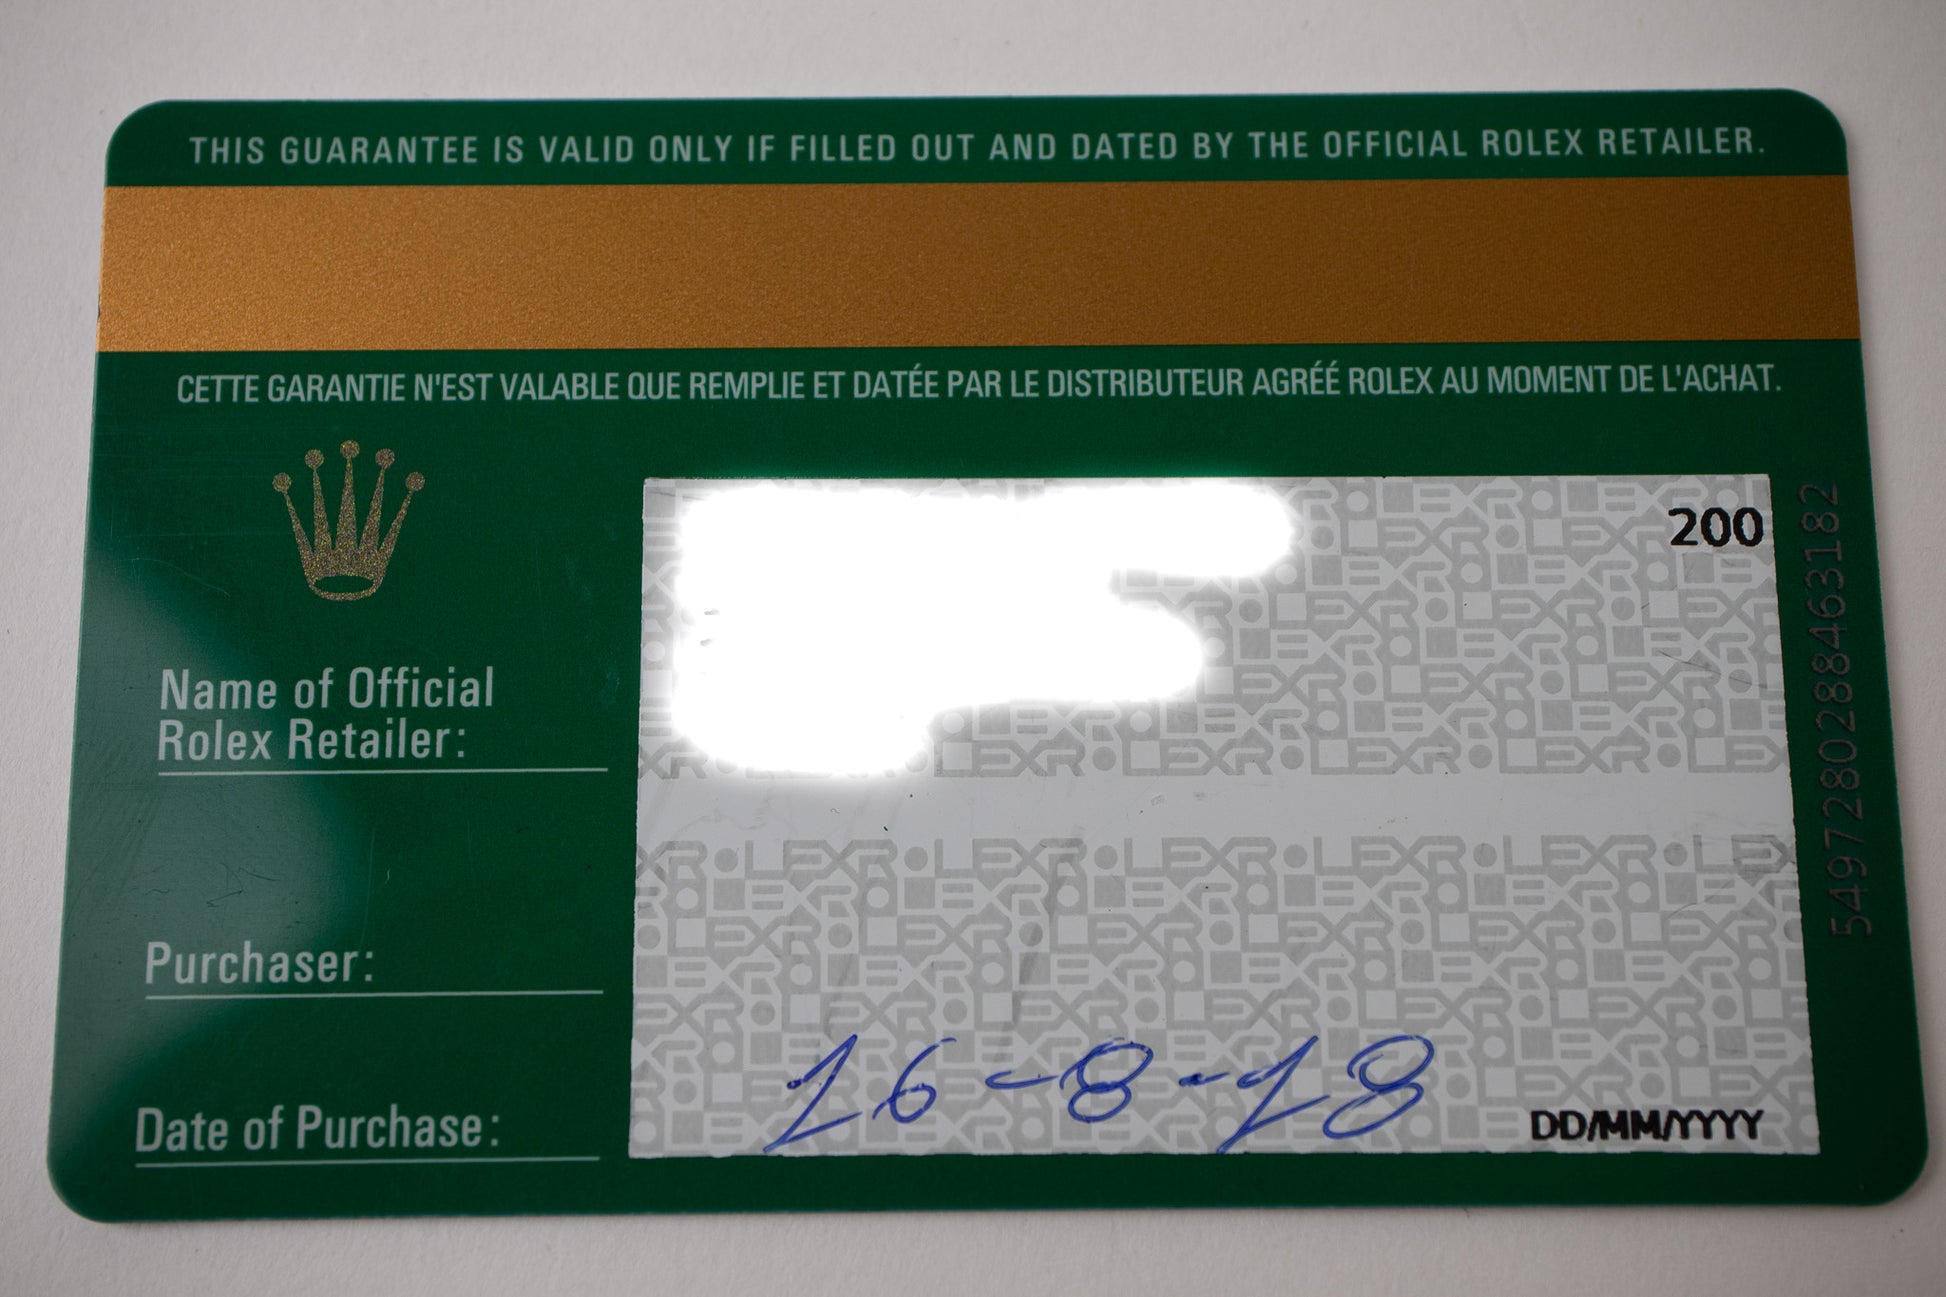 THIS GUARANTEE IS VALID ONLY IF FILLED OUT AND DATED BY THE OFFICIAL ROLEX RETAILER.
CETTE GARANTIE N'EST VALABLE QUE REMPLIE ET DATÉE PAR LE DISTRIBUTEUR AGRÉÉ ROLEX AU MOMENT DE L'ACHAT.
200
5497280288463182
Name of Official
Rolex Retailer:
Purchaser:
Date of Purchase:
16-8-18
DD/MM/YYYY